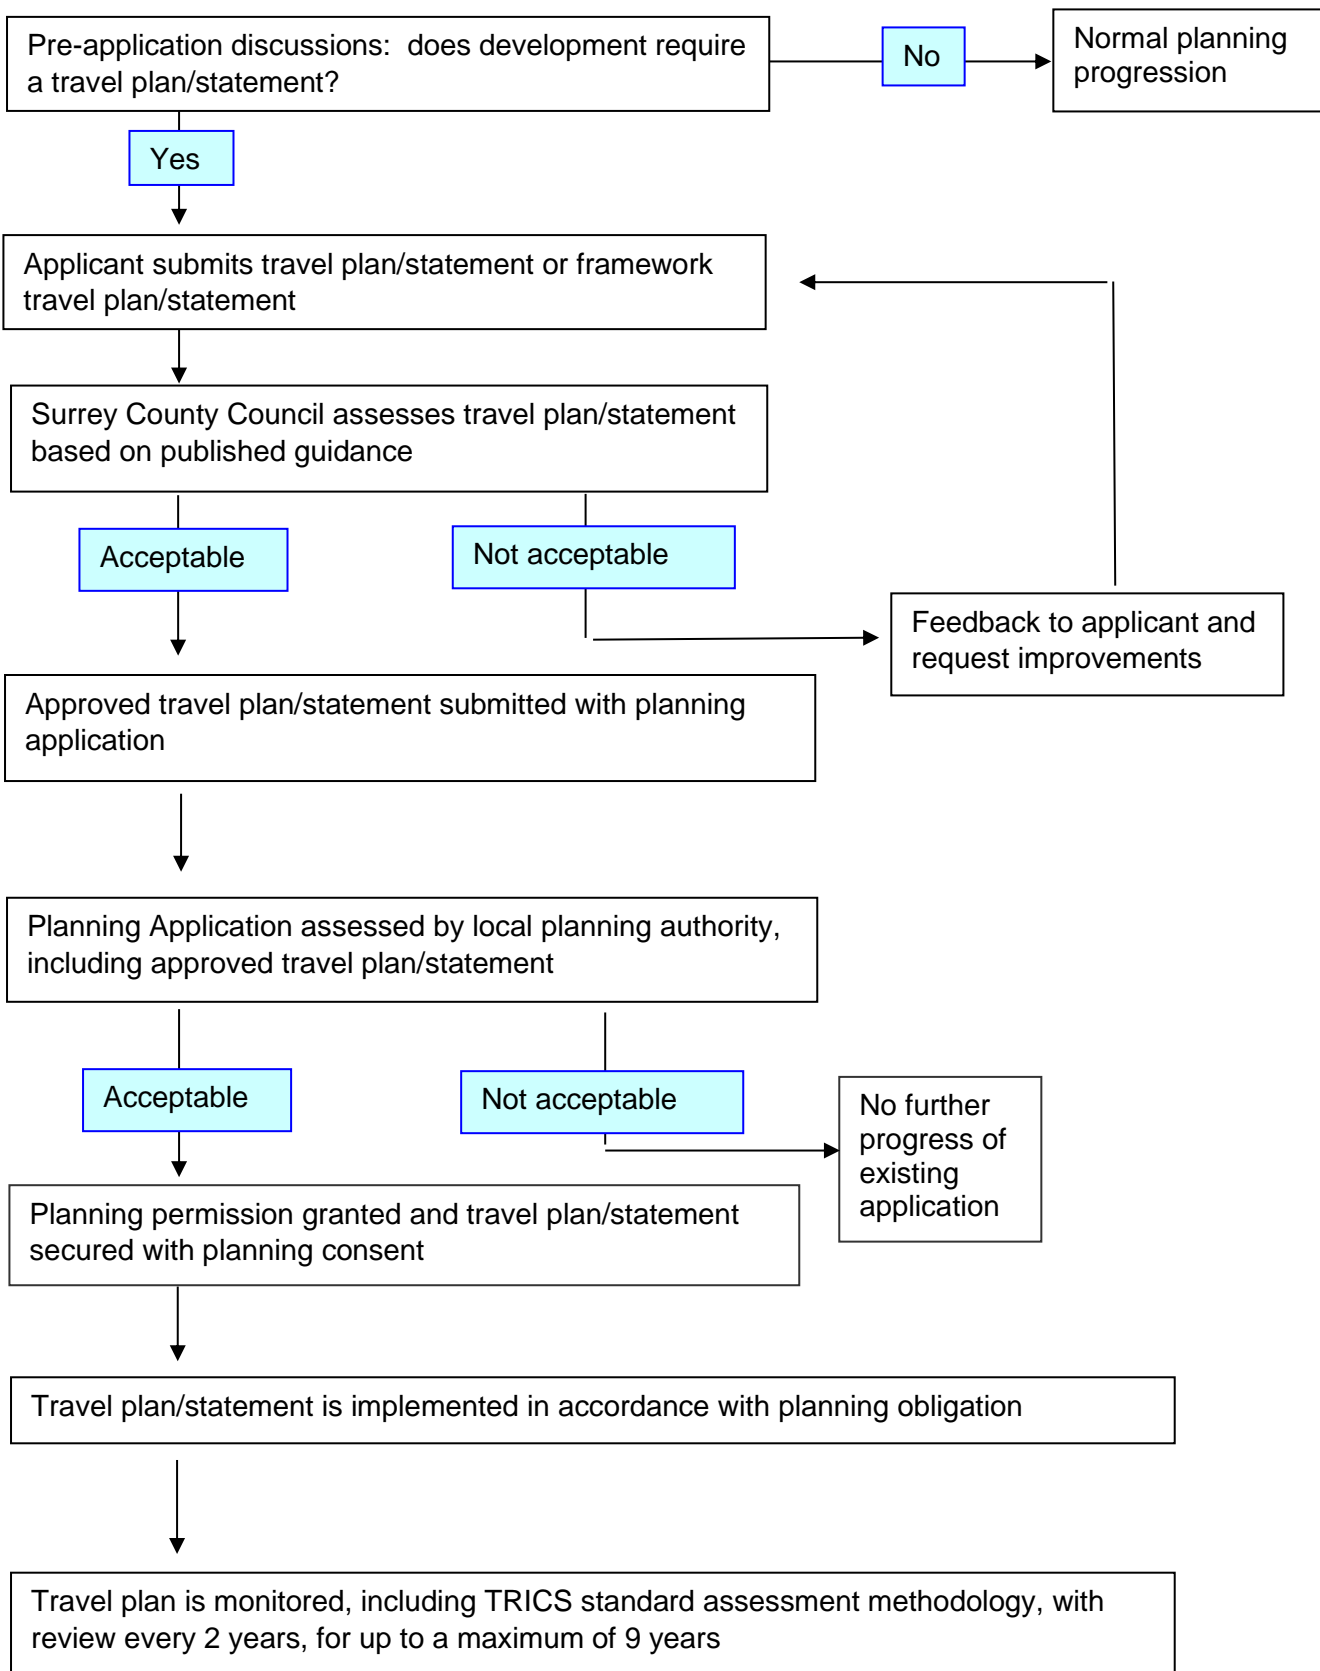 Pre-application discussions:  does development require
a travel plan/statement?
No
Normal planning
progression
Yes
Applicant submits travel plan/statement or framework
travel plan/statement
Surrey County Council assesses travel plan/statement
based on published guidance
Acceptable
Not acceptable
Feedback to applicant and
request improvements
Approved travel plan/statement submitted with planning
application
Planning Application assessed by local planning authority,
including approved travel plan/statement
Acceptable
Not acceptable
No further
progress of
existing
application
Planning permission granted and travel plan/statement
secured with planning consent
Travel plan/statement is implemented in accordance with planning obligation
Travel plan is monitored, including TRICS standard assessment methodology, with
review every 2 years, for up to a maximum of 9 years